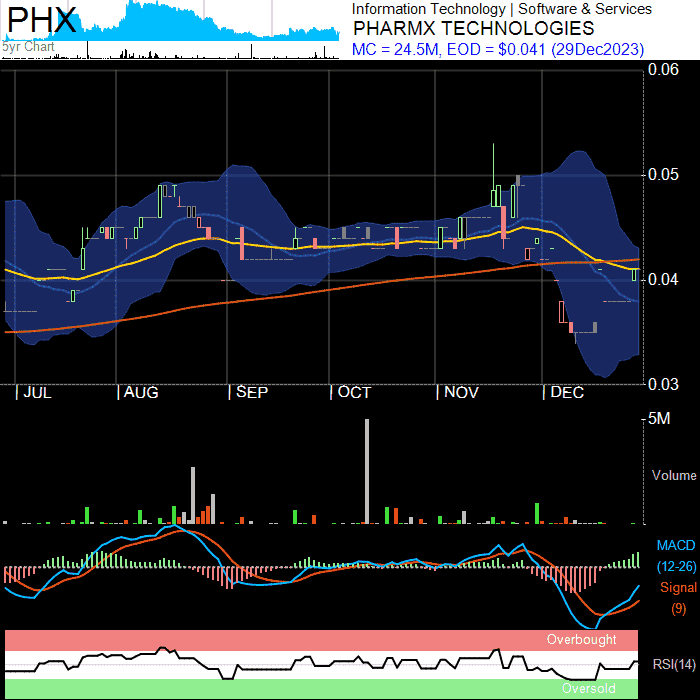 PHX
5yr Chart
Information Technology | Software & Services
PHARMX TECHNOLOGIES
MC = 24.5M, EOD = $0.041 (29Dec2023)
0.06
0.05
0.04
0.03
| JUL | AUG | SEP | OCT | NOV | DEC
5M
Volume
MACD
(12-26)
Signal
(9)
Overbought
RSI(14)
Oversold